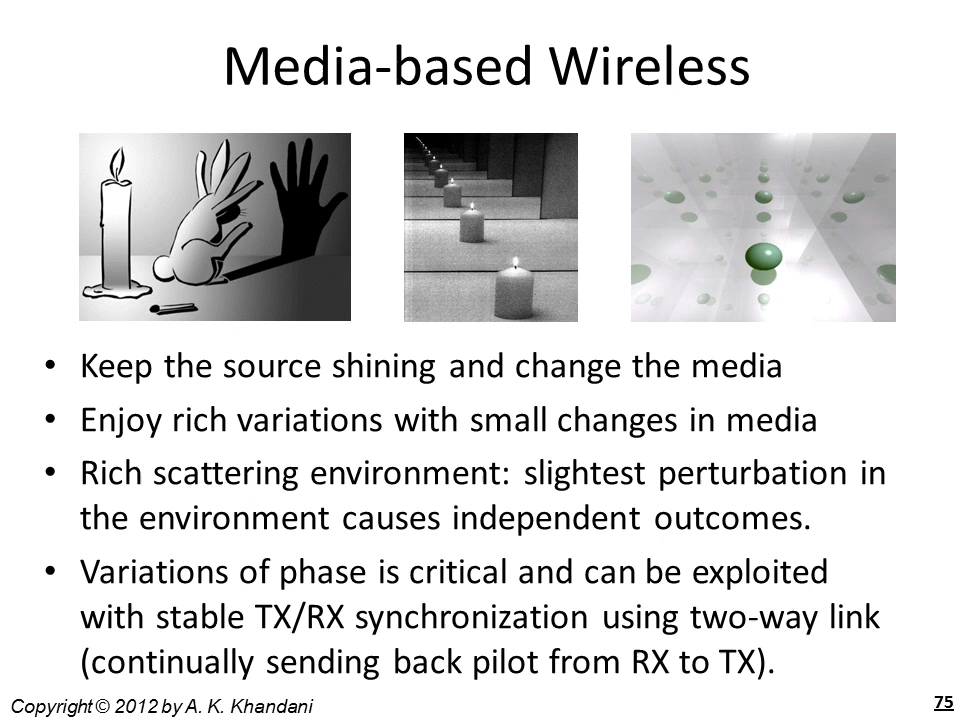 Media-based Wireless
• Keep the source shining and change the media
• Enjoy rich variations with small changes in media
• Rich scattering environment: slightest perturbation in
the environment causes independent outcomes.
• Variations of phase is critical and can be exploited
with stable TX/RX synchronization using two-way link
(continually sending back pilot from RX to TX).
Copyright © 2012 by A. K. Khandani
75